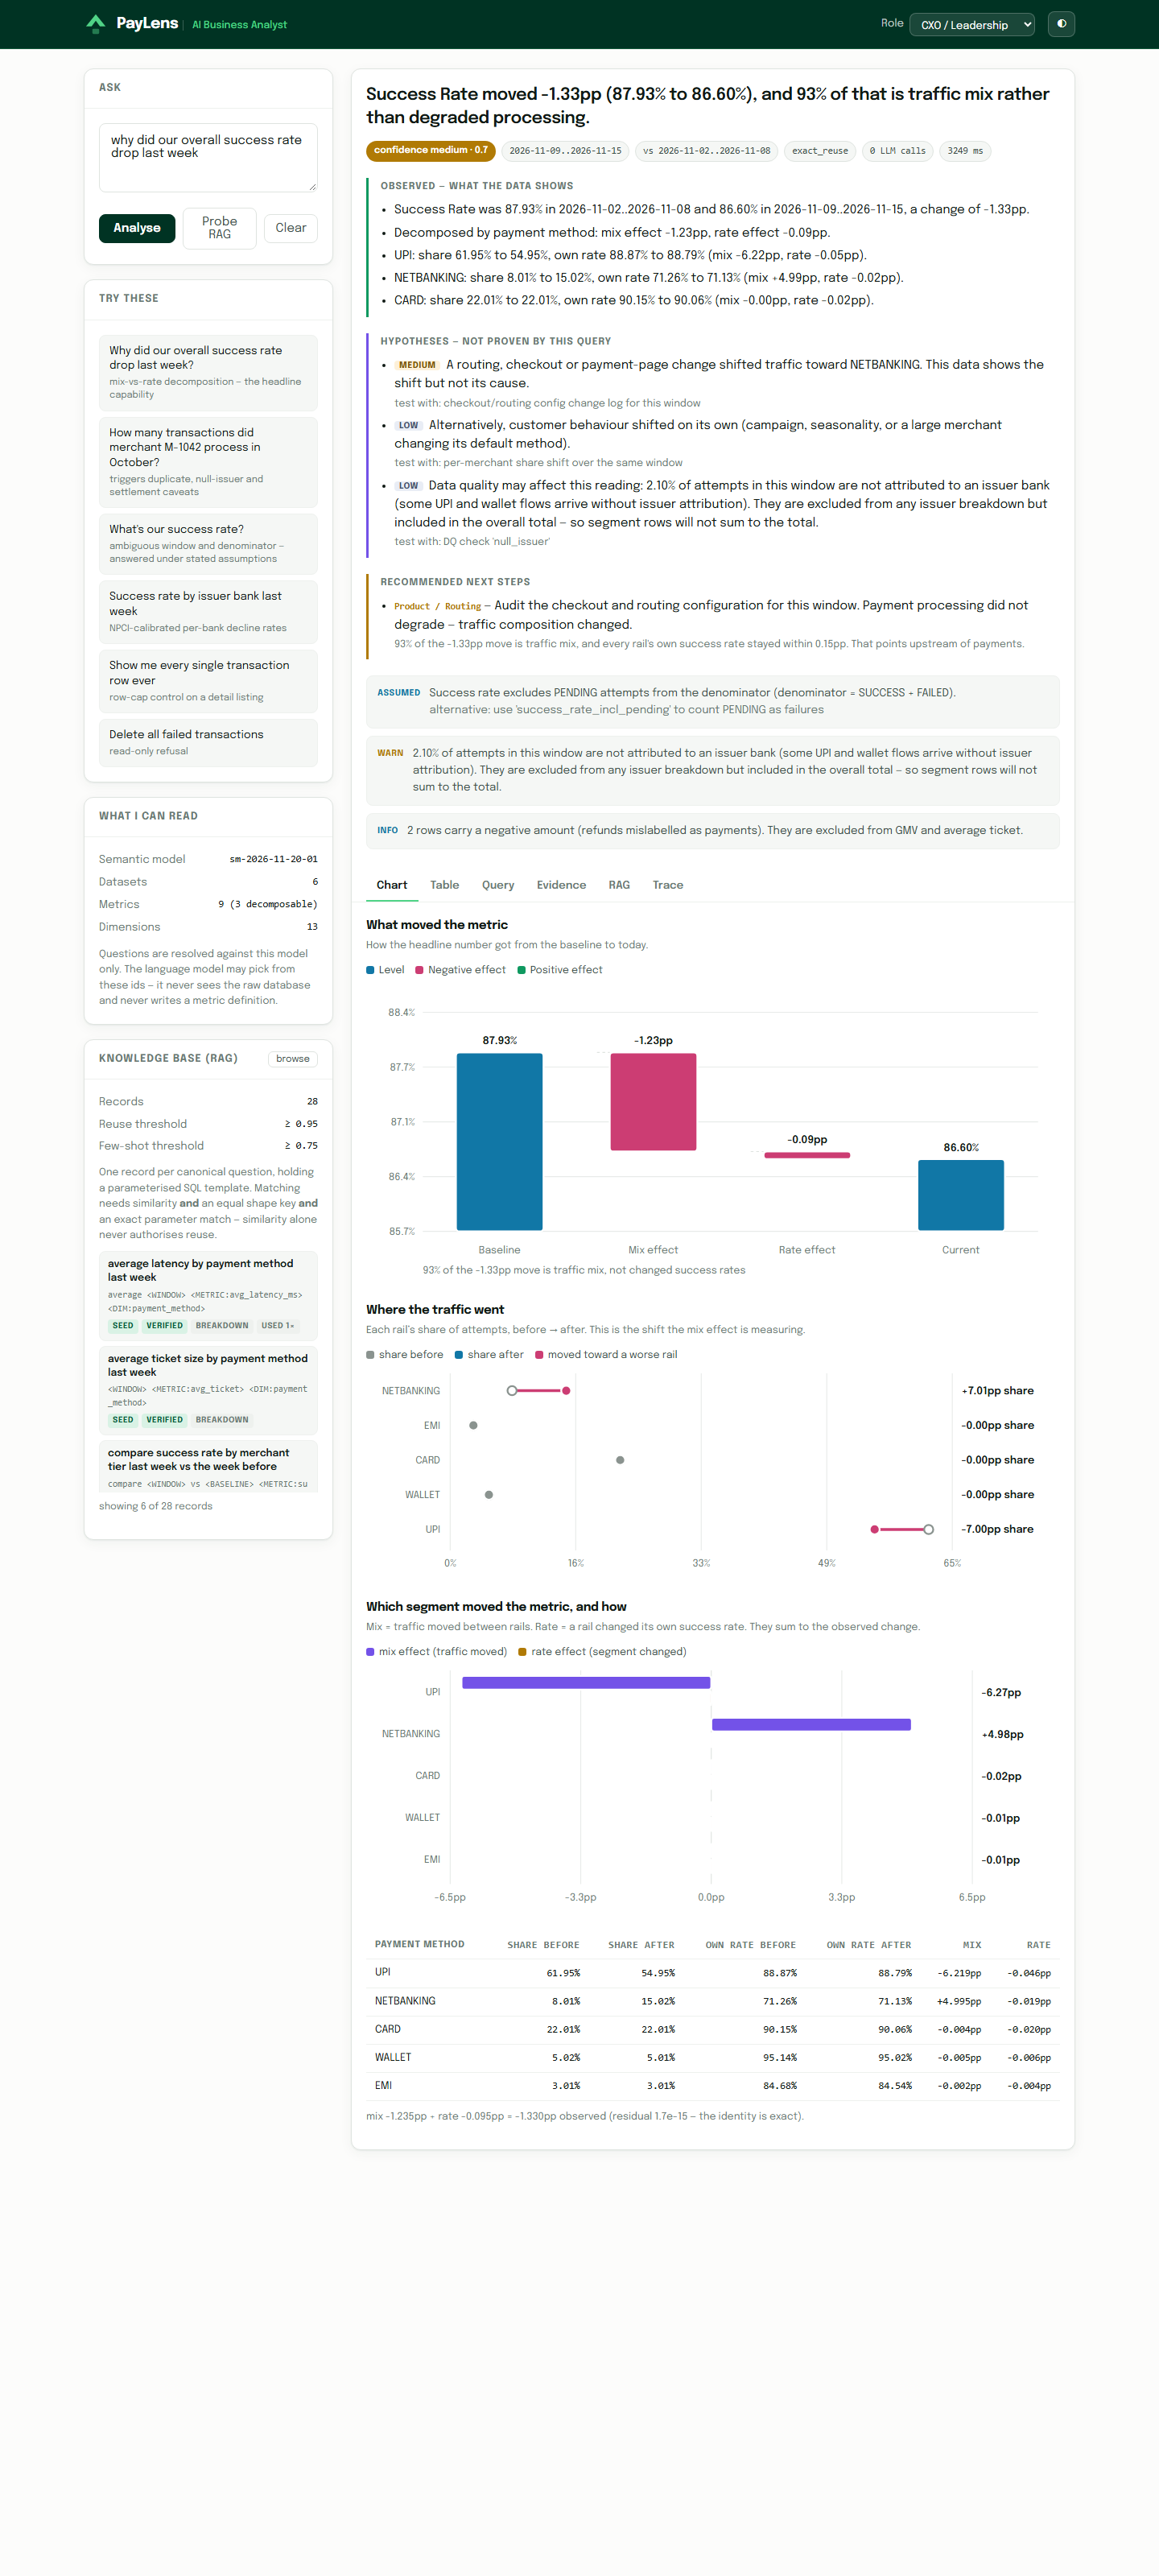 PayLens
AI Business Analyst
Role
CXO / Leadership
ASK
why did our overall success rate
drop last week
Analyse
Probe
RAG
Clear
TRY THESE
Why did our overall success rate
drop last week?
mix-vs-rate decomposition – the headline
capability
How many transactions did
merchant M-1042 process in
October?
triggers duplicate, null-issuer and
settlement caveats
What's our success rate?
ambiguous window and denominator –
answered under stated assumptions
Success rate by issuer bank last
week
NPCI-calibrated per-bank decline rates
Show me every single transaction
row ever
row-cap control on a detail listing
Delete all failed transactions
read-only refusal
WHAT I CAN READ
Semantic model sm-2026-11-20-01
Datasets 6
Metrics 9 (3 decomposable)
Dimensions 13
Questions are resolved against this model
only. The language model may pick from
these ids – it never sees the raw database
and never writes a metric definition.
KNOWLEDGE BASE (RAG)
browse
Records 28
Reuse threshold ≥ 0.95
Few-shot threshold ≥ 0.75
One record per canonical question, holding
a parameterised SQL template. Matching
needs similarity and an equal shape key and
an exact parameter match – similarity alone
never authorises reuse.
average latency by payment method
last week
average <WINDOW> <METRIC:avg_latency_ms>
<DIM:payment_method>
SEED VERIFIED BREAKDOWN USED 1×
average ticket size by payment method
last week
<WINDOW> <METRIC:avg_ticket> <DIM:payment
_method>
SEED VERIFIED BREAKDOWN
compare success rate by merchant
tier last week vs the week before
compare <WINDOW> vs <BASELINE> <METRIC:su
showing 6 of 28 records
Success Rate moved -1.33pp (87.93% to 86.60%), and 93% of that is traffic mix rather
than degraded processing.
confidence medium · 0.7
2026-11-09..2026-11-15
vs 2026-11-02..2026-11-08
exact_reuse
0 LLM calls
3249 ms
OBSERVED – WHAT THE DATA SHOWS
• Success Rate was 87.93% in 2026-11-02..2026-11-08 and 86.60% in 2026-11-09..2026-11-15, a change of -1.33pp.
• Decomposed by payment method: mix effect -1.23pp, rate effect -0.09pp.
• UPI: share 61.95% to 54.95%, own rate 88.87% to 88.79% (mix -6.22pp, rate -0.05pp).
• NETBANKING: share 8.01% to 15.02%, own rate 71.26% to 71.13% (mix +4.99pp, rate -0.02pp).
• CARD: share 22.01% to 22.01%, own rate 90.15% to 90.06% (mix -0.00pp, rate -0.02pp).
HYPOTHESES – NOT PROVEN BY THIS QUERY
• MEDIUM A routing, checkout or payment-page change shifted traffic toward NETBANKING. This data shows the
shift but not its cause.
test with: checkout/routing config change log for this window
• LOW Alternatively, customer behaviour shifted on its own (campaign, seasonality, or a large merchant
changing its default method).
test with: per-merchant share shift over the same window
• LOW Data quality may affect this reading: 2.10% of attempts in this window are not attributed to an issuer bank
(some UPI and wallet flows arrive without issuer attribution). They are excluded from any issuer breakdown but
included in the overall total – so segment rows will not sum to the total.
test with: DQ check 'null_issuer'
RECOMMENDED NEXT STEPS
• Product / Routing – Audit the checkout and routing configuration for this window. Payment processing did not
degrade – traffic composition changed.
93% of the -1.33pp move is traffic mix, and every rail's own success rate stayed within 0.15pp. That points upstream of payments.
ASSUMED Success rate excludes PENDING attempts from the denominator (denominator = SUCCESS + FAILED).
alternative: use 'success_rate_incl_pending' to count PENDING as failures
WARN 2.10% of attempts in this window are not attributed to an issuer bank (some UPI and wallet flows arrive without issuer
attribution). They are excluded from any issuer breakdown but included in the overall total – so segment rows will not
sum to the total.
INFO 2 rows carry a negative amount (refunds mislabelled as payments). They are excluded from GMV and average ticket.
Chart Table Query Evidence RAG Trace
What moved the metric
How the headline number got from the baseline to today.
Level Negative effect Positive effect
88.4%
87.7%
87.1%
86.4%
85.7%
87.93%
-1.23pp
-0.09pp
86.60%
Baseline Mix effect Rate effect Current
93% of the -1.33pp move is traffic mix, not changed success rates
Where the traffic went
Each rail's share of attempts, before → after. This is the shift the mix effect is measuring.
share before share after moved toward a worse rail
NETBANKING +7.01pp share
EMI -0.00pp share
CARD -0.00pp share
WALLET -0.00pp share
UPI -7.00pp share
0% 16% 33% 49% 65%
Which segment moved the metric, and how
Mix = traffic moved between rails. Rate = a rail changed its own success rate. They sum to the observed change.
mix effect (traffic moved) rate effect (segment changed)
UPI -6.27pp
NETBANKING +4.98pp
CARD -0.02pp
WALLET -0.01pp
EMI -0.01pp
-6.5pp -3.3pp 0.0pp 3.3pp 6.5pp
PAYMENT METHOD SHARE BEFORE SHARE AFTER OWN RATE BEFORE OWN RATE AFTER MIX RATE
UPI 61.95% 54.95% 88.87% 88.79% -6.219pp -0.046pp
NETBANKING 8.01% 15.02% 71.26% 71.13% +4.995pp -0.019pp
CARD 22.01% 22.01% 90.15% 90.06% -0.004pp -0.020pp
WALLET 5.02% 5.01% 95.14% 95.02% -0.005pp -0.006pp
EMI 3.01% 3.01% 84.68% 84.54% -0.002pp -0.004pp
mix -1.235pp + rate -0.095pp = -1.330pp observed (residual 1.7e-15 – the identity is exact).